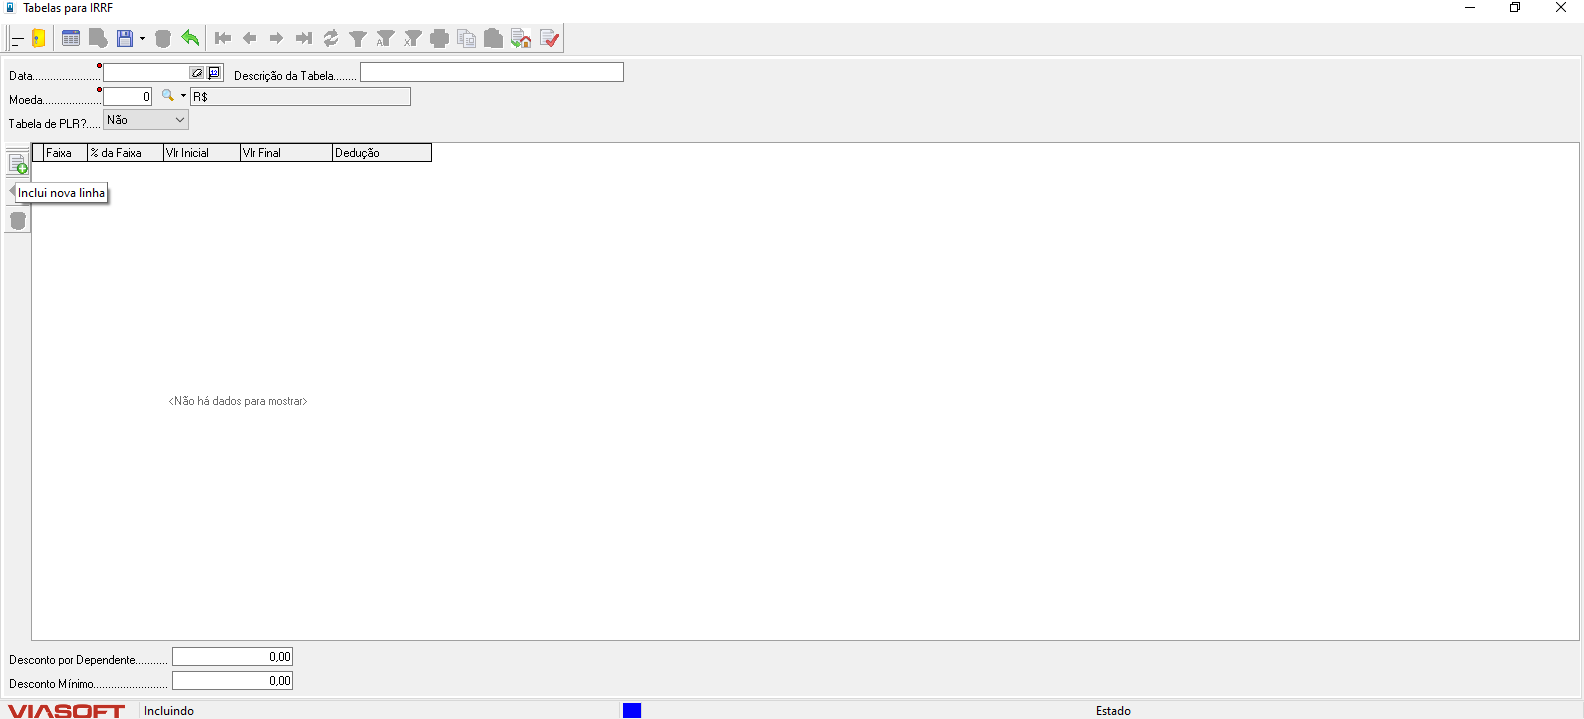 Tabelas para IRRF
Data.......................
Descrição da Tabela........
Moeda....................
0
R$
Tabela de PLR?.....
Não
Faixa
% da Faixa
Vlr Inicial
Vlr Final
Dedução
Inclui nova linha
<Não há dados para mostrar>
Desconto por Dependente...........
0,00
Desconto Mínimo.........................
0,00
VIASOFT
Incluindo
Estado